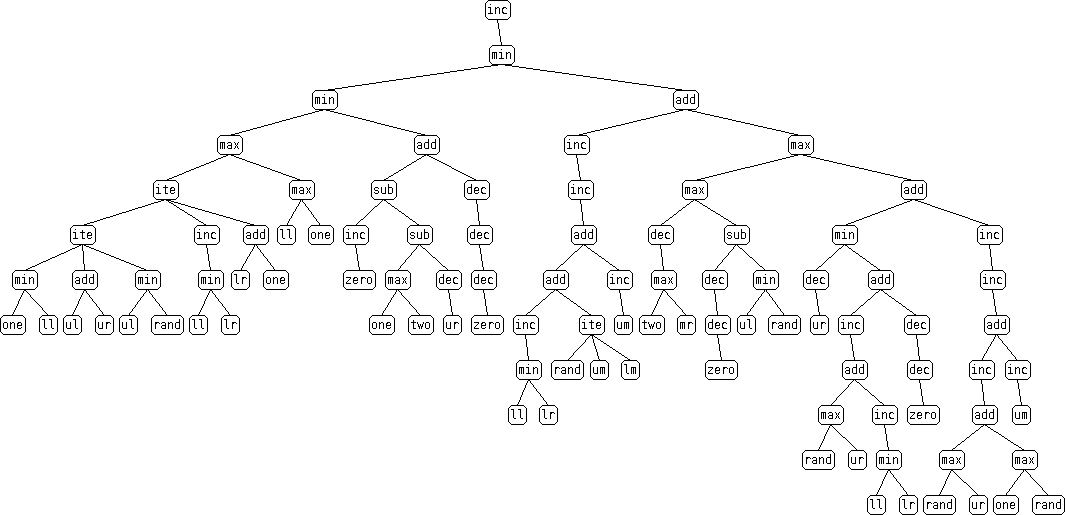 inc
min
min add
max add inc max
ite max sub dec inc max add
ite inc add ll one inc sub dec add dec sub min inc
min add min min lr one zero max dec dec add inc max dec min dec add inc
one ll ul ur ul rand ll lr one two ur zero inc ite um two mr dec ul rand ur inc dec add
min rand um lm zero add dec inc inc
ll lr max inc zero add um
rand ur min max max
ll lr rand ur one rand